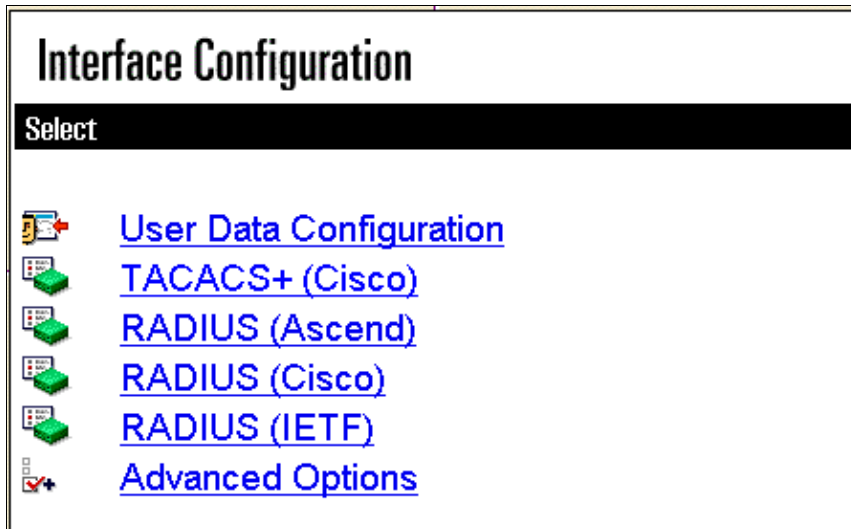 Interface Configuration
Select
User Data Configuration
TACACS+ (Cisco)
RADIUS (Ascend)
RADIUS (Cisco)
RADIUS (IETF)
Advanced Options